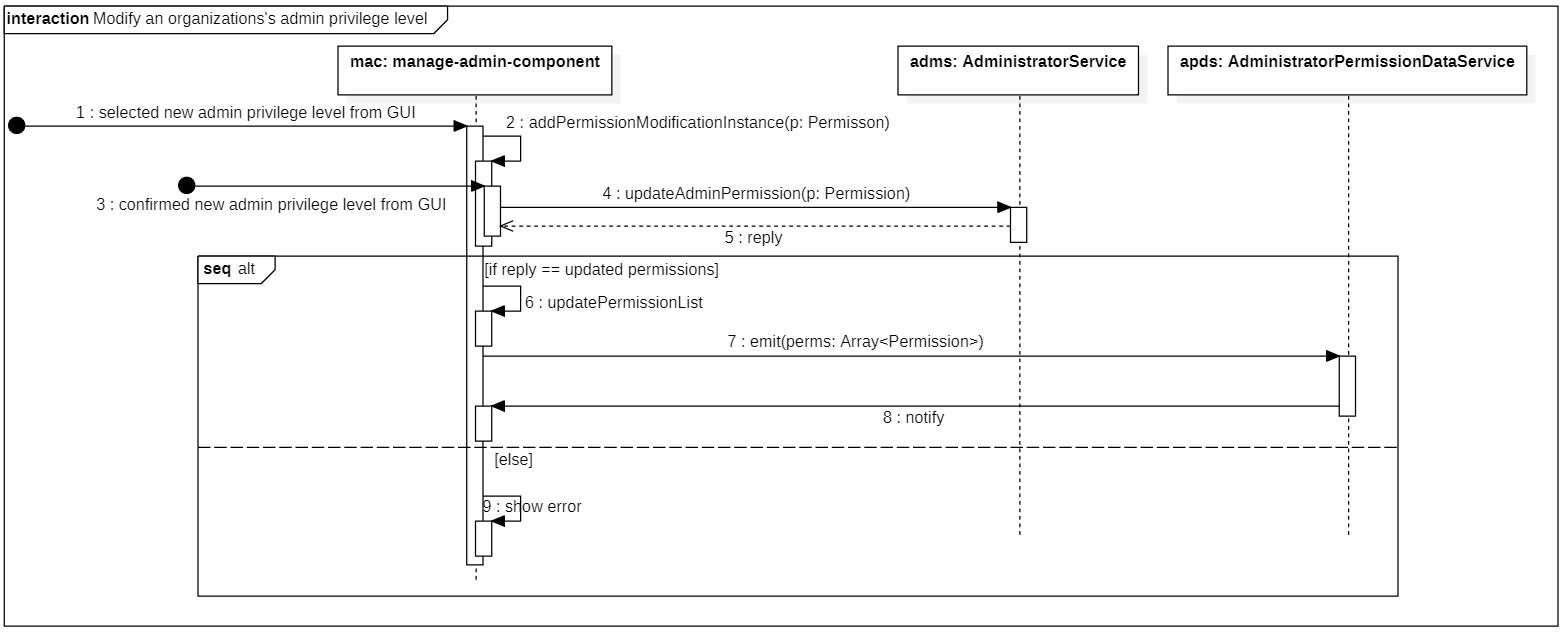 interaction Modify an organizations's admin privilege level
mac: manage-admin-component
adms: AdministratorService
apds: AdministratorPermissionDataService
1 : selected new admin privilege level from GUI
2 : addPermissionModificationInstance(p: Permisson)
3 : confirmed new admin privilege level from GUI
4 : updateAdminPermission(p: Permission)
5 : reply
seq alt
[if reply == updated permissions]
6 : updatePermissionList
7 : emit(perms: Array<Permission>)
8 : notify
[else]
9 : show error